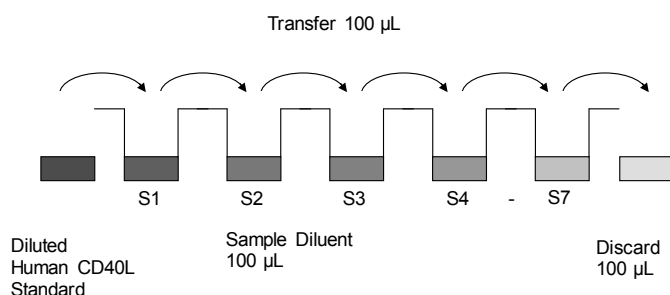 Transfer 100 µL
S1 S2 S3 S4 - S7
Diluted
Human CD40L
Standard
Sample Diluent
100 µL
Discard
100 µL